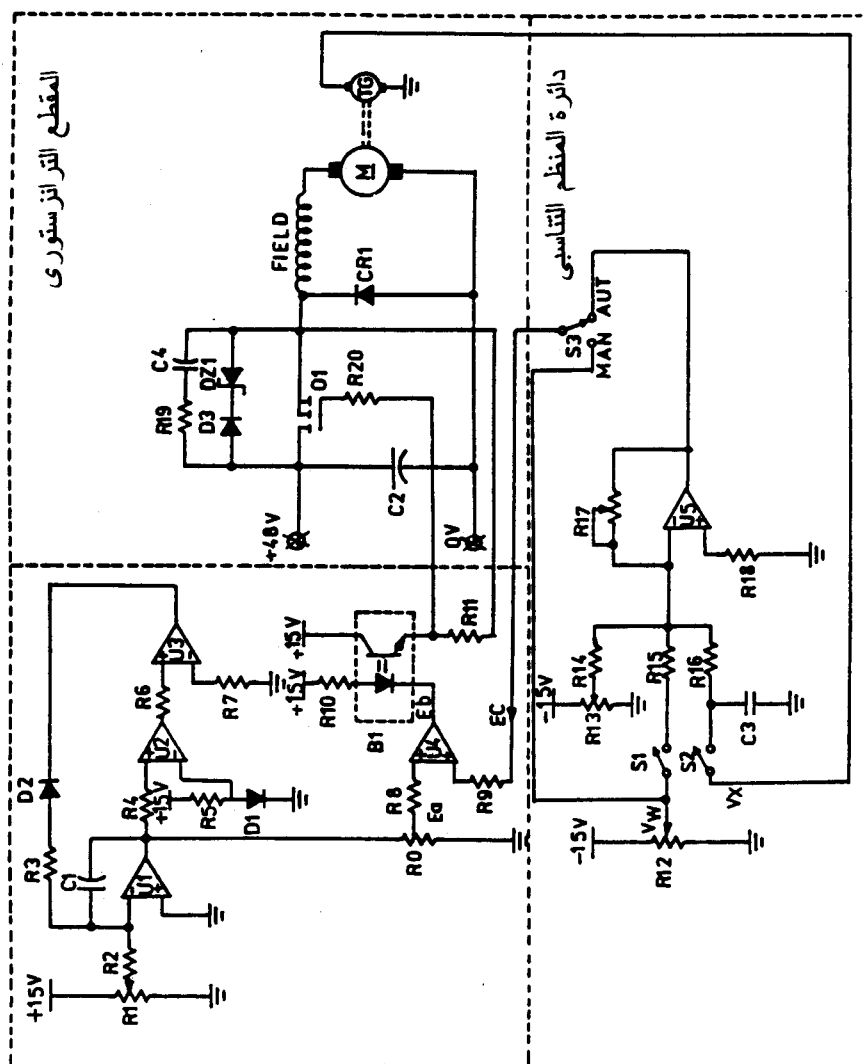 المقطع الترانزستورى
دائرة المنظم التناسبى
+15V
R1
R2
R3
C1
U1
D2
R4
+15V
R5
D1
U2
R6
U3
R7
+15V
R10
+15V
B1
Eb
U4
R8
Ea
R0
R9
R11
EC
+48V
0V
C2
R19
C4
D3
DZ1
Q1
R20
CR1
FIELD
M
TG
S3
MAN
AUT
-15V
R12
VW
VX
S1
S2
-15V
R13
R14
R15
R16
C3
R17
U5
R18